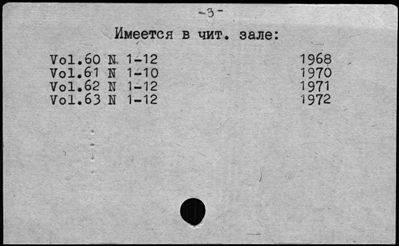 -3-
Имеется в чит. зале:
Vol.60 N 1-12 1968
Vol.61 N 1-10 1970
Vol.62 N 1-12 1971
Vol.63 N 1-12 1972